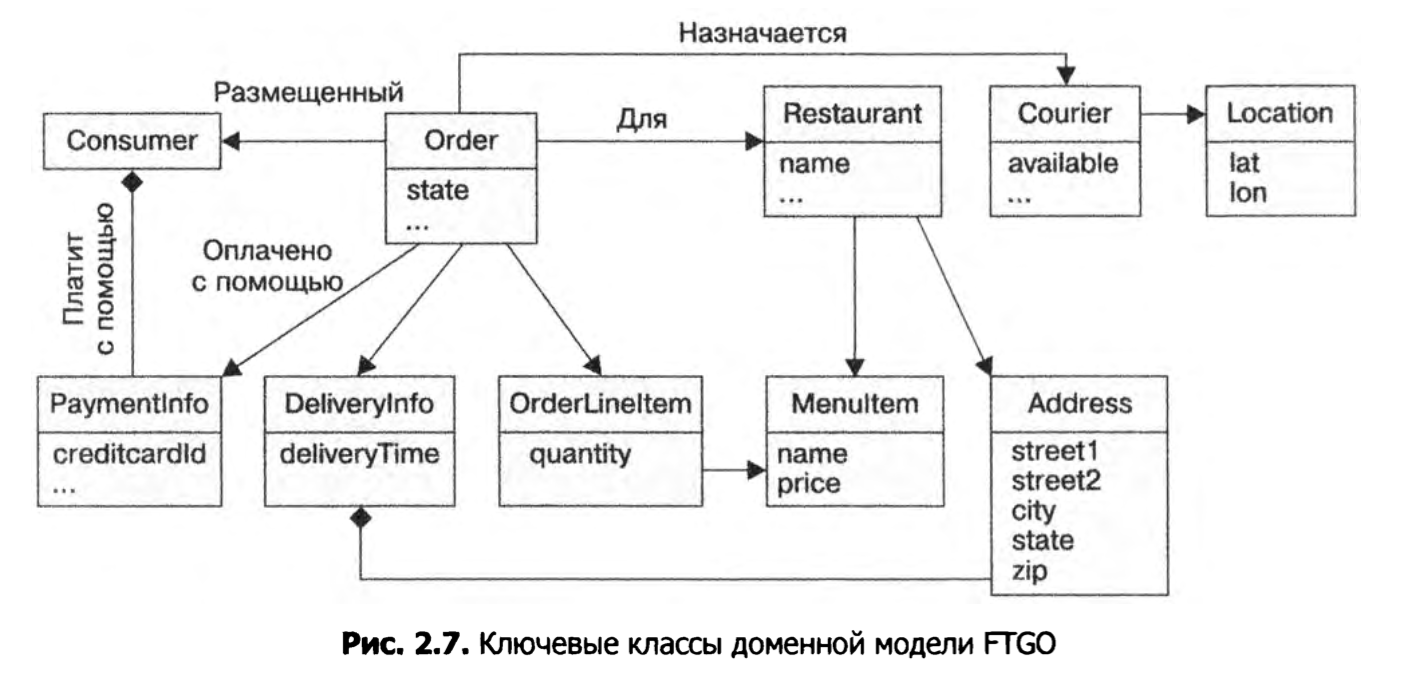 Назначается
Размещенный
Для
Consumer
Order
state
...
Restaurant
name
...
Courier
available
...
Location
lat
lon
Платит
с помощью
Оплачено
с помощью
PaymentInfo
creditcardId
...
DeliveryInfo
deliveryTime
OrderLineItem
quantity
MenuItem
name
price
Address
street1
street2
city
state
zip
Рис. 2.7. Ключевые классы доменной модели FTGO